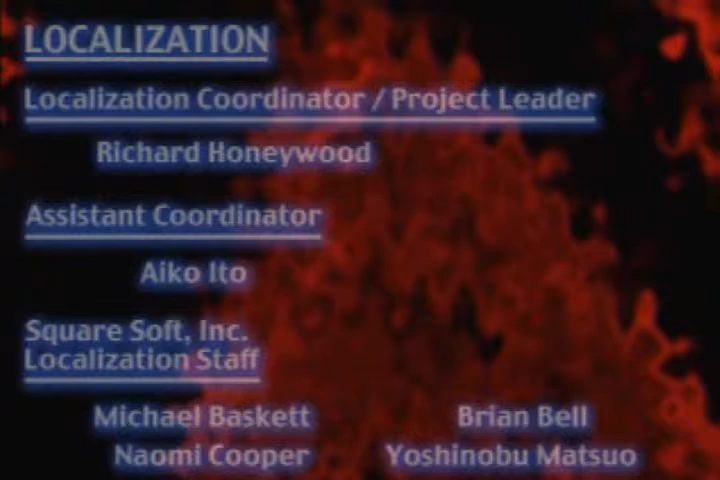 LOCALIZATION
Localization Coordinator / Project Leader
Richard Honeywood
Assistant Coordinator
Aiko Ito
Square Soft, Inc.
Localization Staff
Michael Baskett Brian Bell
Naomi Cooper Yoshinobu Matsuo